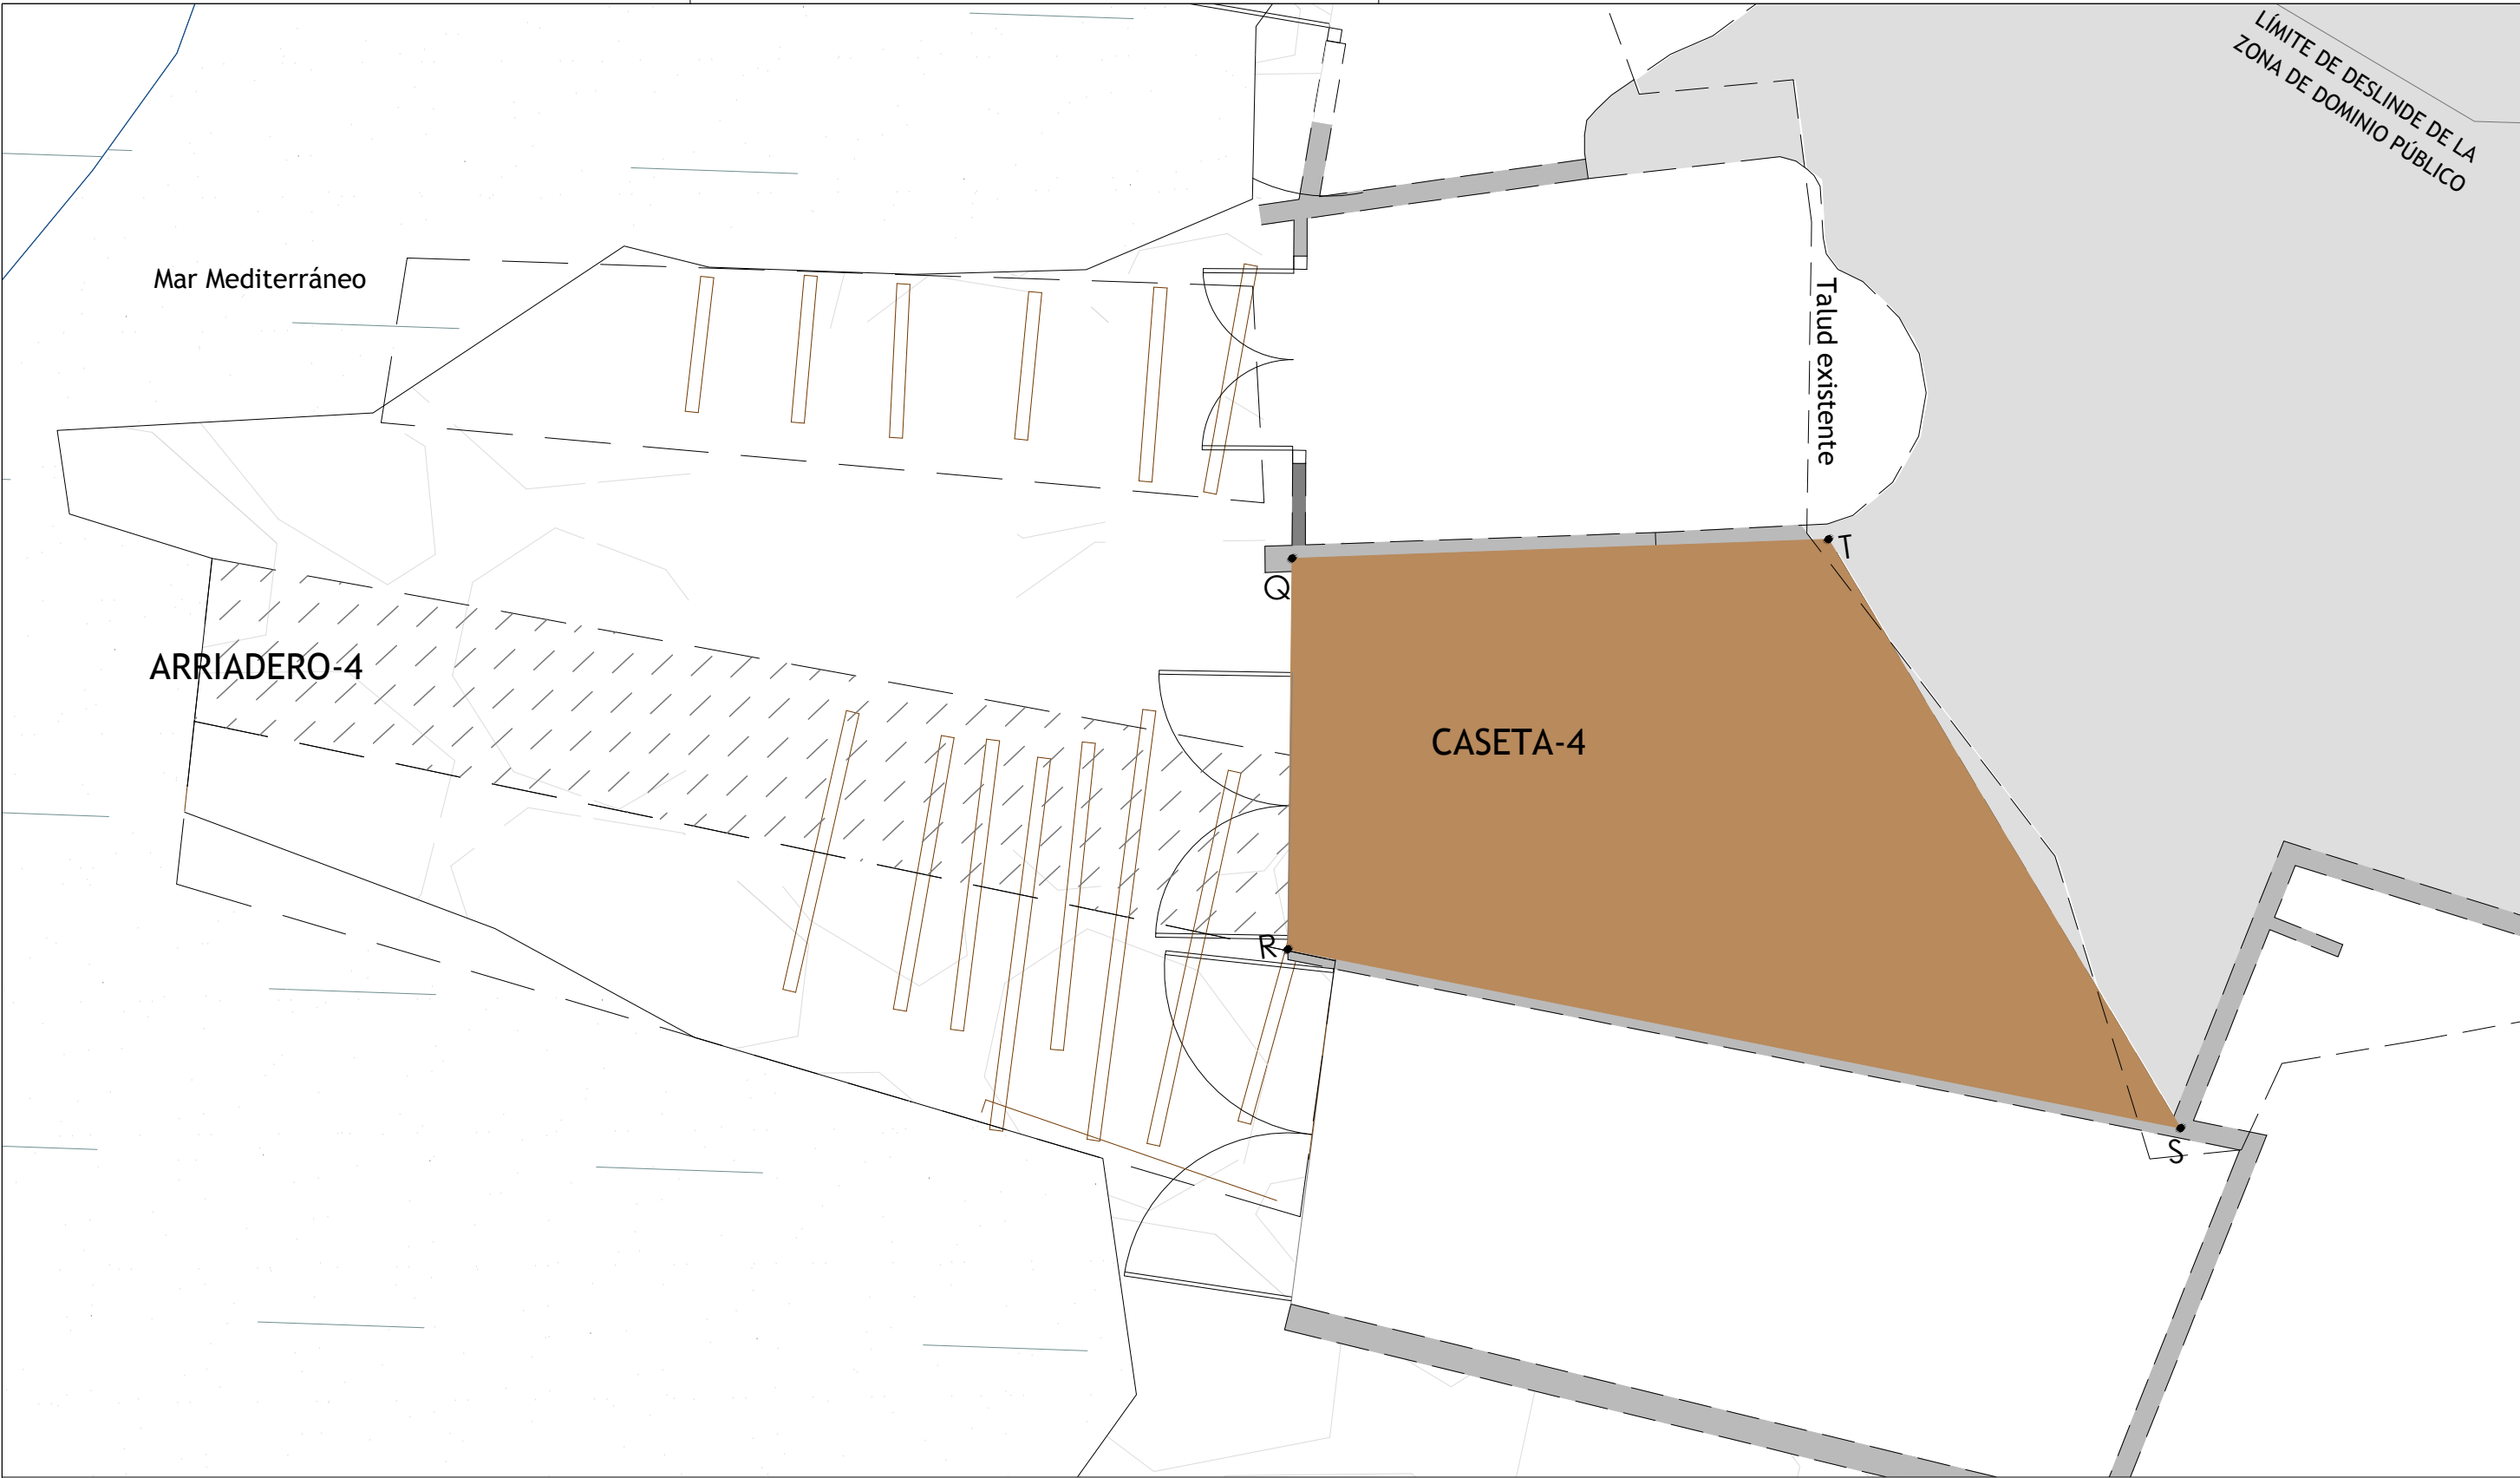 LÍMITE DE DESLINDE DE LA
ZONA DE DOMINIO PÚBLICO
Mar Mediterráneo
Talud existente
T
Q
ARRIADERO-4
CASETA-4
R
S